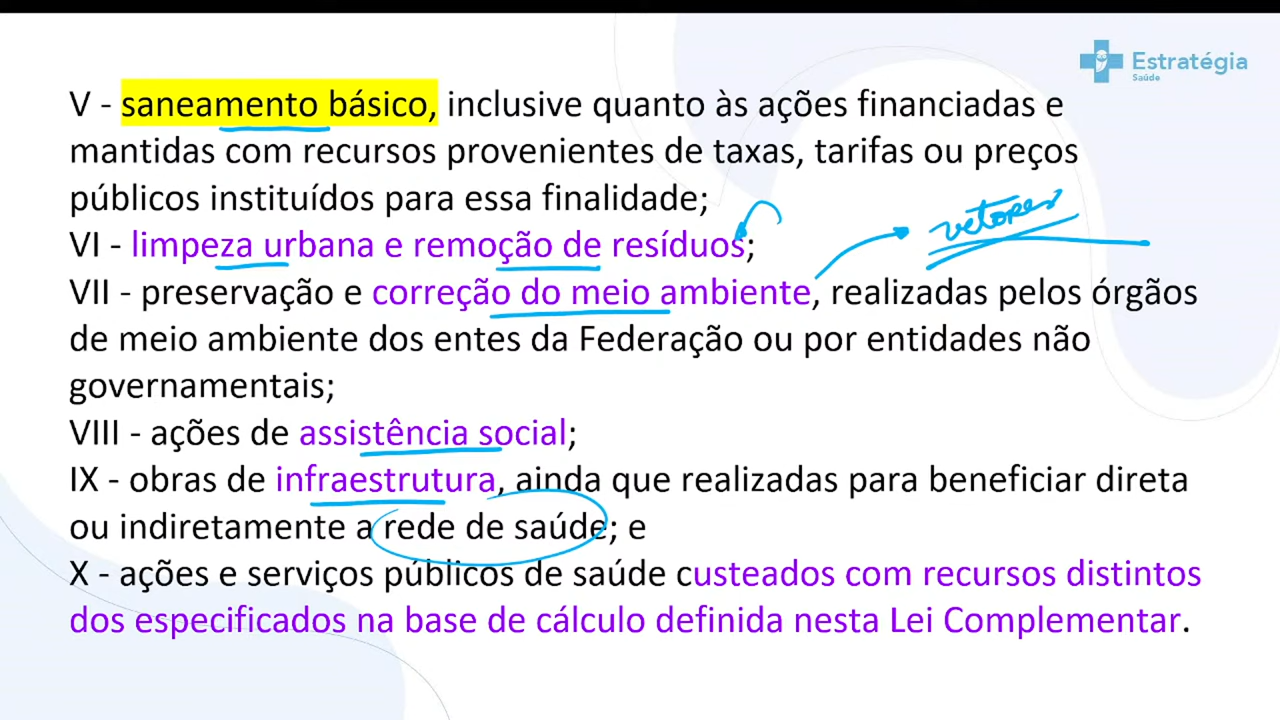 Estratégia
Saúde
V - saneamento básico, inclusive quanto às ações financiadas e
mantidas com recursos provenientes de taxas, tarifas ou preços
públicos instituídos para essa finalidade;
vetores
VI - limpeza urbana e remoção de resíduos;
VII - preservação e correção do meio ambiente, realizadas pelos órgãos
de meio ambiente dos entes da Federação ou por entidades não
governamentais;
VIII - ações de assistência social;
IX - obras de infraestrutura, ainda que realizadas para beneficiar direta
ou indiretamente a rede de saúde; e
X - ações e serviços públicos de saúde custeados com recursos distintos
dos especificados na base de cálculo definida nesta Lei Complementar.